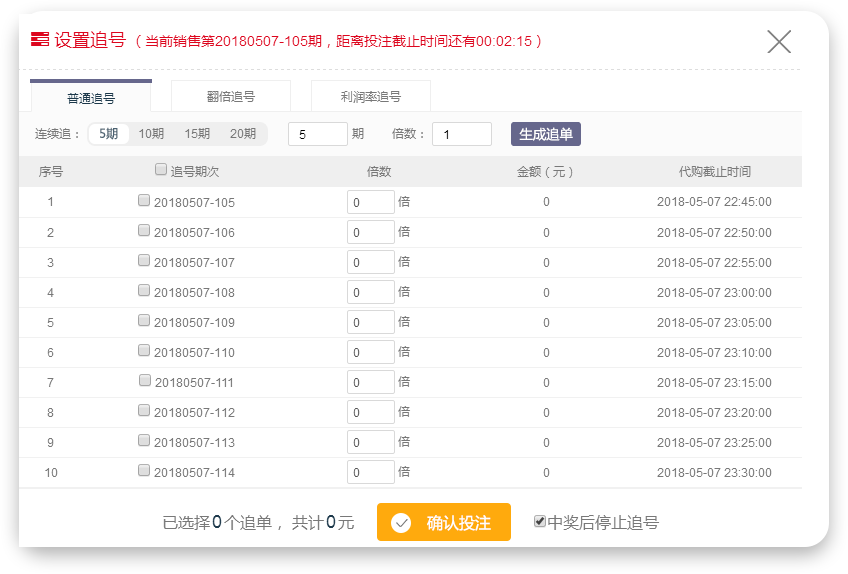 设置追号 ( 当前销售第20180507-105期，距离投注截止时间还有00:02:15 )
普通追号 翻倍追号 利润率追号
连续追： 5期 10期 15期 20期 5 期 倍数： 1 生成追单
序号 追号期次 倍数 金额（元） 代购截止时间
1 20180507-105 0 倍 0 2018-05-07 22:45:00
2 20180507-106 0 倍 0 2018-05-07 22:50:00
3 20180507-107 0 倍 0 2018-05-07 22:55:00
4 20180507-108 0 倍 0 2018-05-07 23:00:00
5 20180507-109 0 倍 0 2018-05-07 23:05:00
6 20180507-110 0 倍 0 2018-05-07 23:10:00
7 20180507-111 0 倍 0 2018-05-07 23:15:00
8 20180507-112 0 倍 0 2018-05-07 23:20:00
9 20180507-113 0 倍 0 2018-05-07 23:25:00
10 20180507-114 0 倍 0 2018-05-07 23:30:00
已选择0个追单，共计0元 确认投注 中奖后停止追号